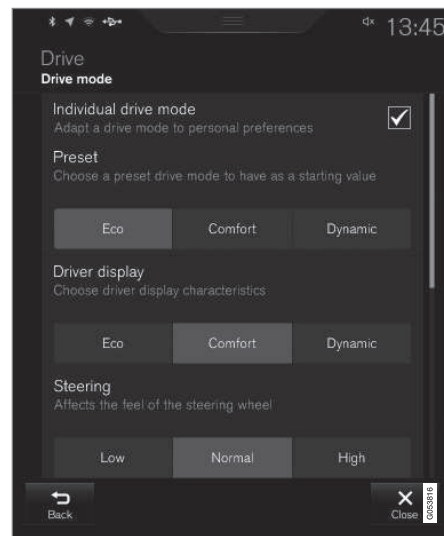 13:45
Drive
Drive mode
Individual drive mode
Adapt a drive mode to personal preferences
Preset
Choose a preset drive mode to have as a starting value
Eco Comfort Dynamic
Driver display
Choose driver display characteristics
Eco Comfort Dynamic
Steering
Affects the feel of the steering wheel
Low Normal High
Back Close
G053816